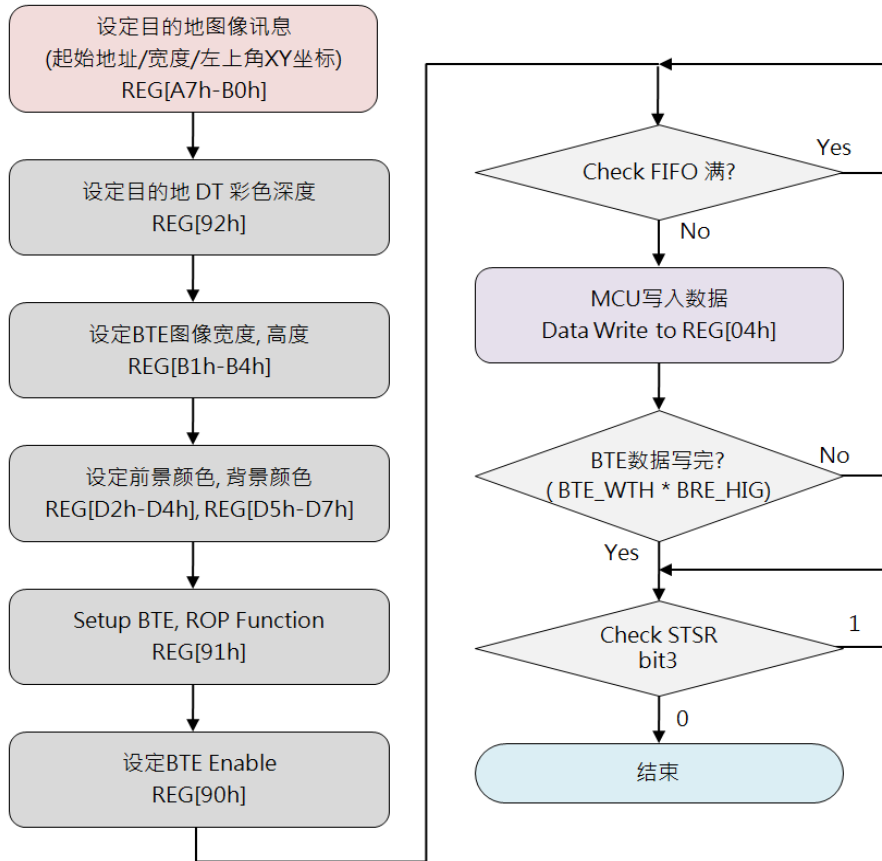 设定目的地图像讯息
(起始地址/宽度/左上角XY坐标)
REG[A7h-B0h]
设定目的地 DT 彩色深度
REG[92h]
设定BTE图像宽度, 高度
REG[B1h-B4h]
设定前景颜色, 背景颜色
REG[D2h-D4h], REG[D5h-D7h]
Setup BTE, ROP Function
REG[91h]
设定BTE Enable
REG[90h]
Check FIFO 满?
Yes
No
MCU写入数据
Data Write to REG[04h]
BTE数据写完?
( BTE_WTH * BRE_HIG)
No
Yes
Check STSR
bit3
1
0
结束